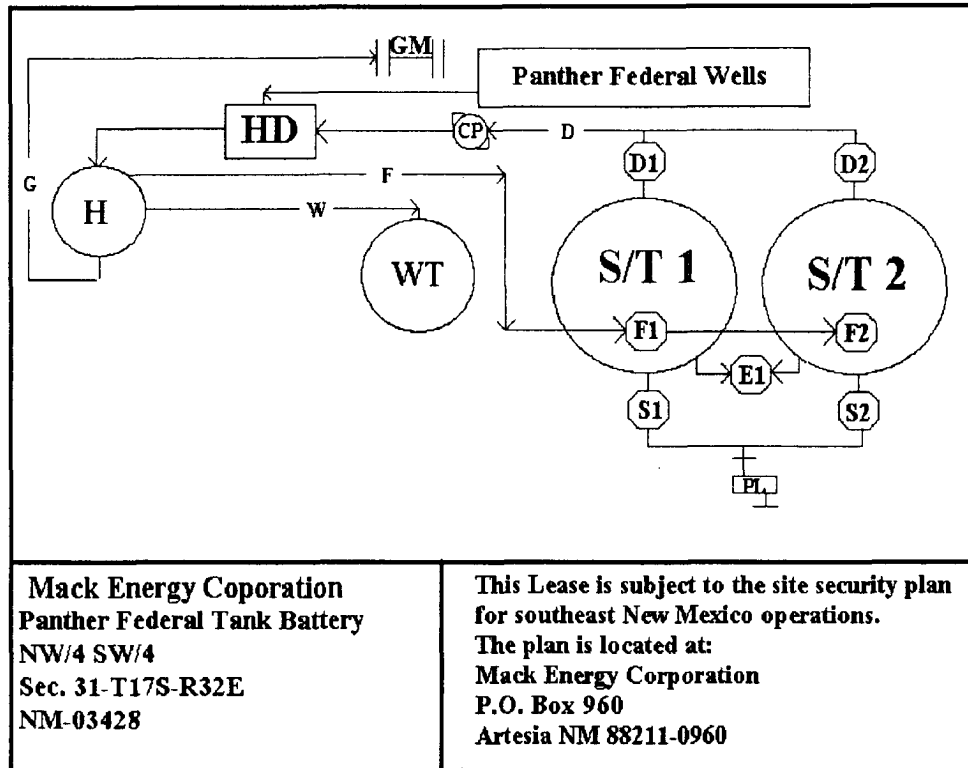 GM
Panther Federal Wells
HD
CP
D
D1
D2
G
H
F
W
WT
S/T 1
S/T 2
F1
F2
E1
S1
S2
PL
Mack Energy Coporation
Panther Federal Tank Battery
NW/4 SW/4
Sec. 31-T17S-R32E
NM-03428
This Lease is subject to the site security plan
for southeast New Mexico operations.
The plan is located at:
Mack Energy Corporation
P.O. Box 960
Artesia NM 88211-0960